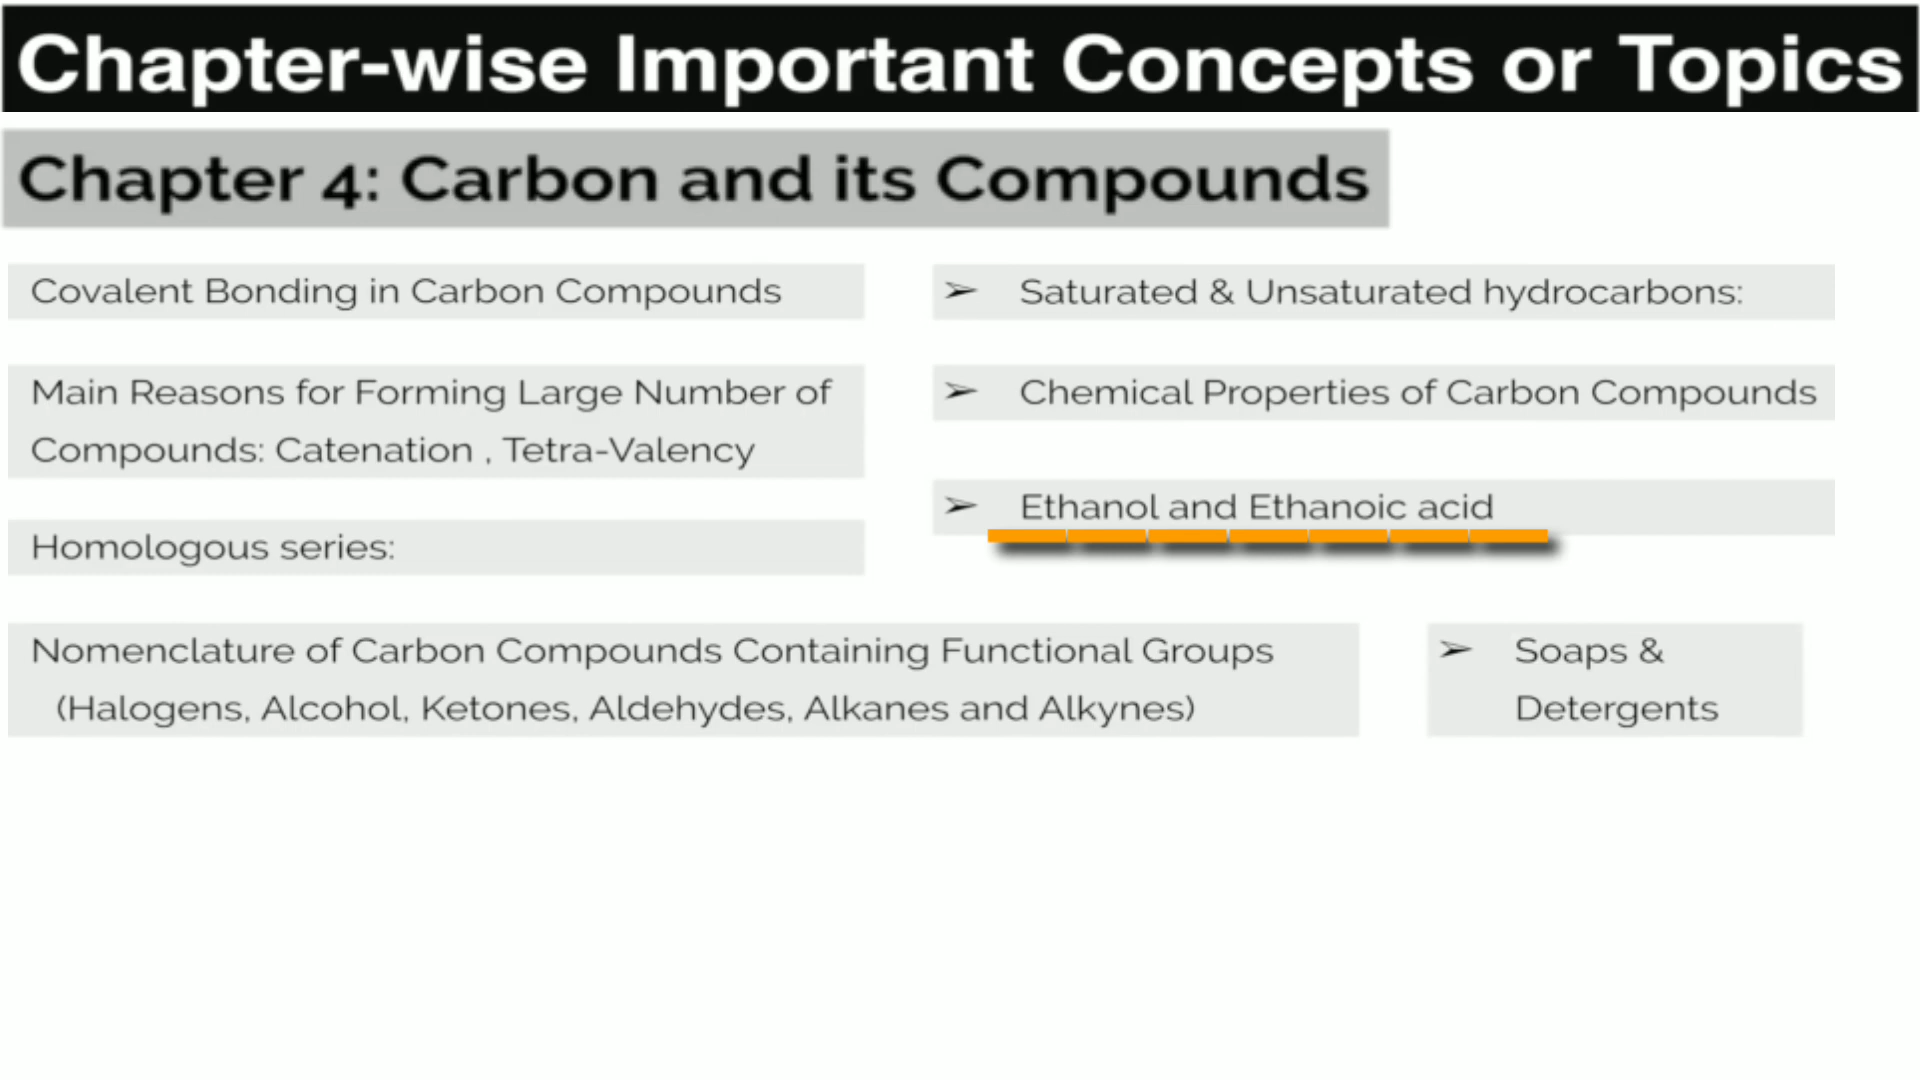 Chapter-wise Important Concepts or Topics
Chapter 4: Carbon and its Compounds
Covalent Bonding in Carbon Compounds
Main Reasons for Forming Large Number of
Compounds: Catenation , Tetra-Valency
Homologous series:
➢ Saturated & Unsaturated hydrocarbons:
➢ Chemical Properties of Carbon Compounds
➢ Ethanol and Ethanoic acid
Nomenclature of Carbon Compounds Containing Functional Groups
(Halogens, Alcohol, Ketones, Aldehydes, Alkanes and Alkynes)
➢ Soaps &
Detergents